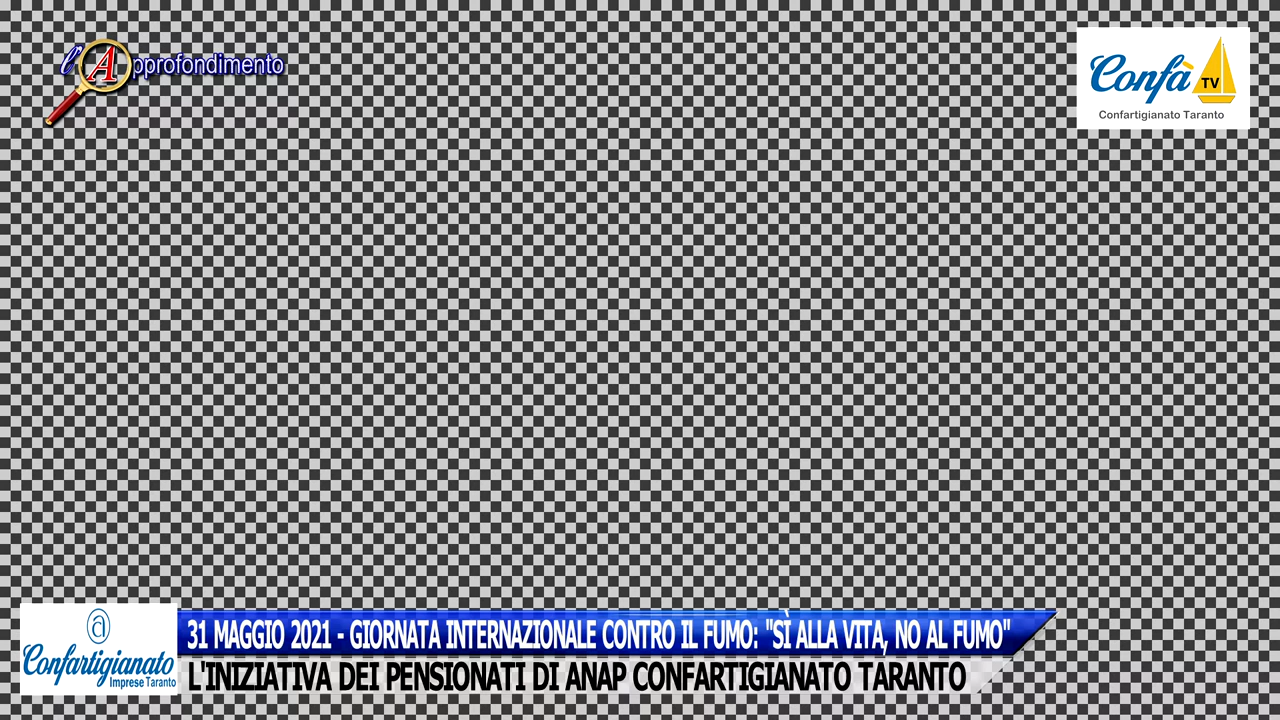 l'Approfondimento
Confà
TV
Confartigianato Taranto
31 MAGGIO 2021 - GIORNATA INTERNAZIONALE CONTRO IL FUMO: "SÌ ALLA VITA, NO AL FUMO"
L'INIZIATIVA DEI PENSIONATI DI ANAP CONFARTIGIANATO TARANTO
@
Confartigianato
Imprese Taranto